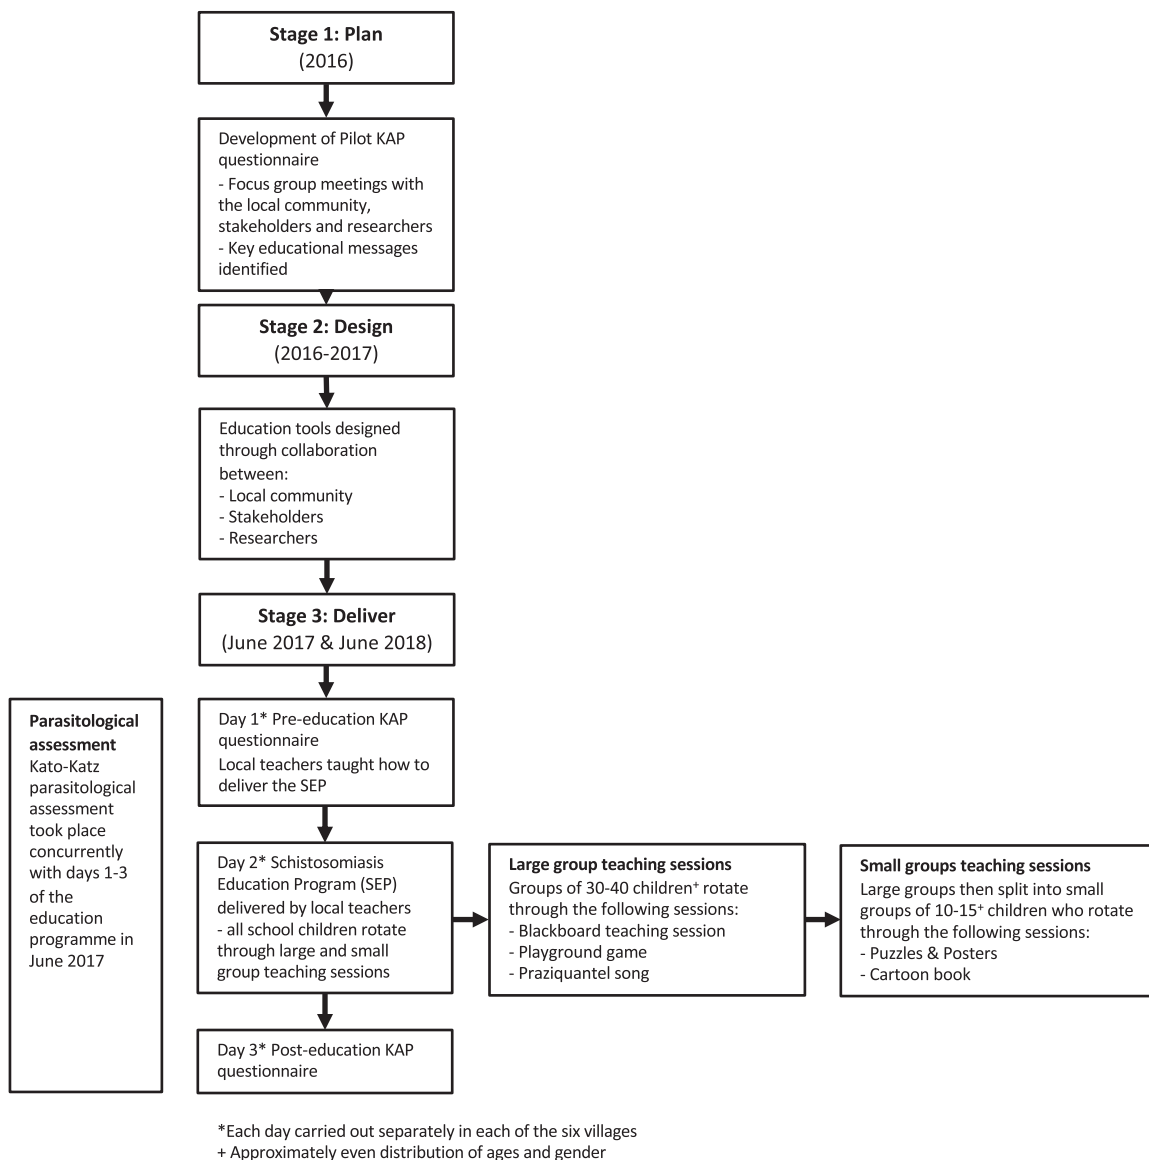 Stage 1: Plan
(2016)
Development of Pilot KAP
questionnaire
- Focus group meetings with
the local community,
stakeholders and researchers
- Key educational messages
identified
Stage 2: Design
(2016-2017)
Education tools designed
through collaboration
between:
- Local community
- Stakeholders
- Researchers
Stage 3: Deliver
(June 2017 & June 2018)
Parasitological
assessment
Kato-Katz
parasitological
assessment
took place
concurrently
with days 1-3
of the
education
programme in
June 2017
Day 1* Pre-education KAP
questionnaire
Local teachers taught how to
deliver the SEP
Day 2* Schistosomiasis
Education Program (SEP)
delivered by local teachers
- all school children rotate
through large and small
group teaching sessions
Large group teaching sessions
Groups of 30-40 children⁺ rotate
through the following sessions:
- Blackboard teaching session
- Playground game
- Praziquantel song
Small groups teaching sessions
Large groups then split into small
groups of 10-15⁺ children who rotate
through the following sessions:
- Puzzles & Posters
- Cartoon book
Day 3* Post-education KAP
questionnaire
*Each day carried out separately in each of the six villages
+ Approximately even distribution of ages and gender